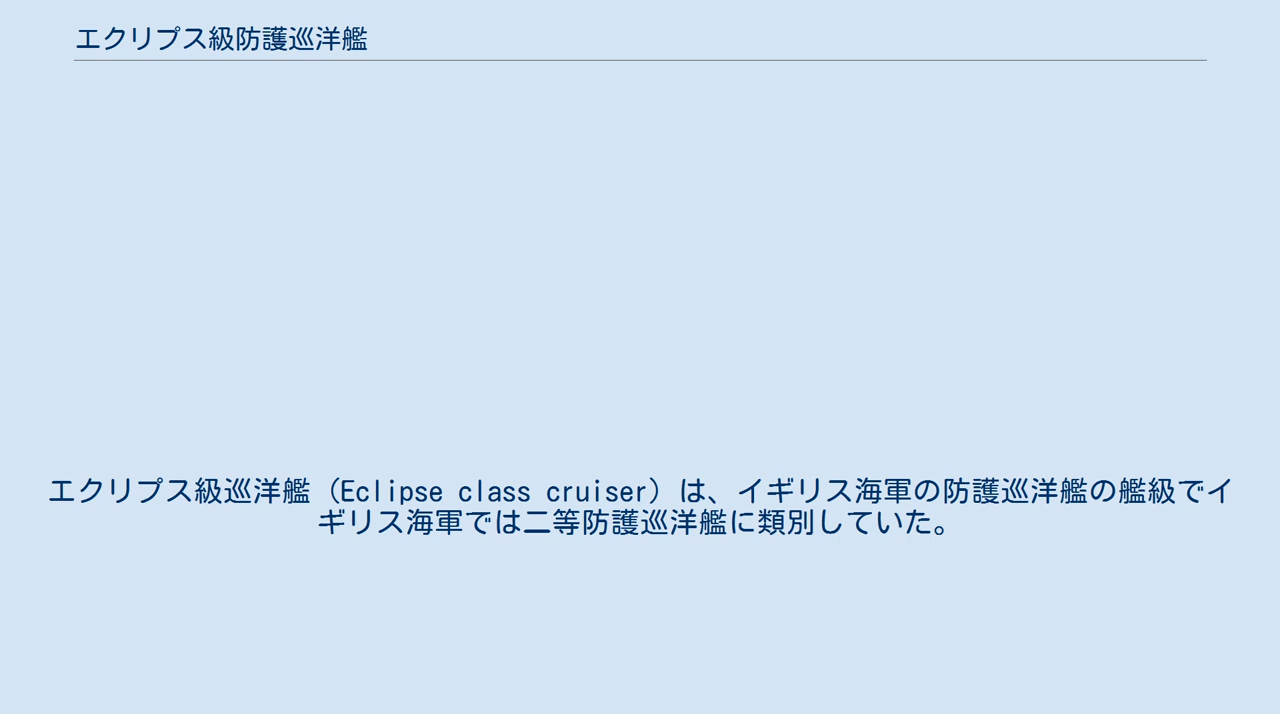 エクリプス級防護巡洋艦
エクリプス級巡洋艦（Eclipse class cruiser）は、イギリス海軍の防護巡洋艦の艦級でイ
ギリス海軍では二等防護巡洋艦に類別していた。